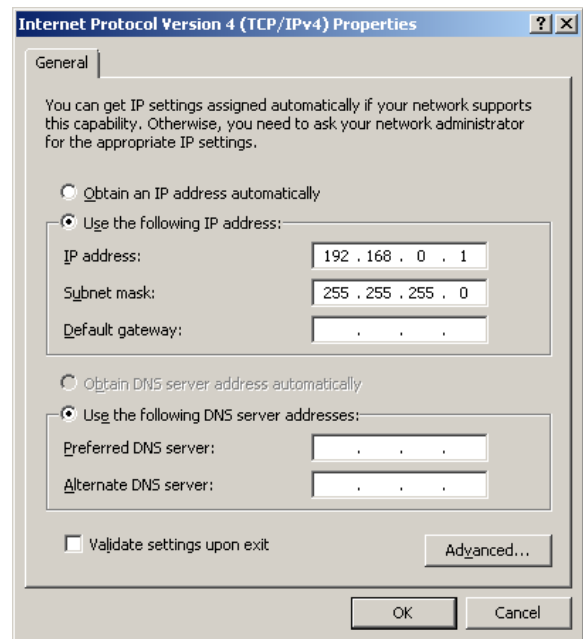 Internet Protocol Version 4 (TCP/IPv4) Properties
General
You can get IP settings assigned automatically if your network supports
this capability. Otherwise, you need to ask your network administrator
for the appropriate IP settings.
Obtain an IP address automatically
Use the following IP address:
IP address: 192 . 168 . 0 . 1
Subnet mask: 255 . 255 . 255 . 0
Default gateway: . . .
Obtain DNS server address automatically
Use the following DNS server addresses:
Preferred DNS server: . . .
Alternate DNS server: . . .
Validate settings upon exit
Advanced...
OK Cancel